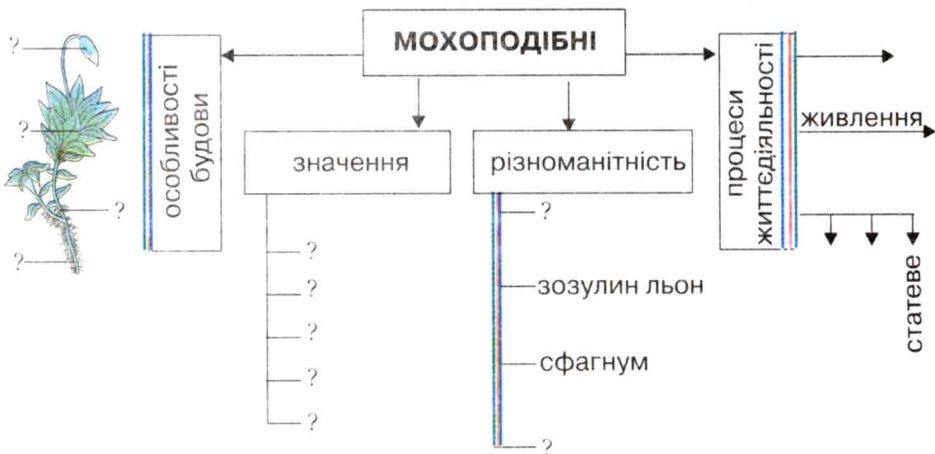 МОХОПОДІБНІ
?
?
?
?
особливості
будови
значення
?
?
?
?
?
різноманітність
?
зозулин льон
сфагнум
?
процеси
життєдіяльності
живлення
статеве